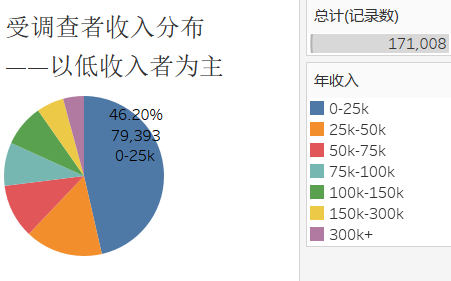 受调查者收入分布
——以低收入者为主
46.20%
79,393
0-25k
总计(记录数)
171,008
年收入
0-25k
25k-50k
50k-75k
75k-100k
100k-150k
150k-300k
300k+